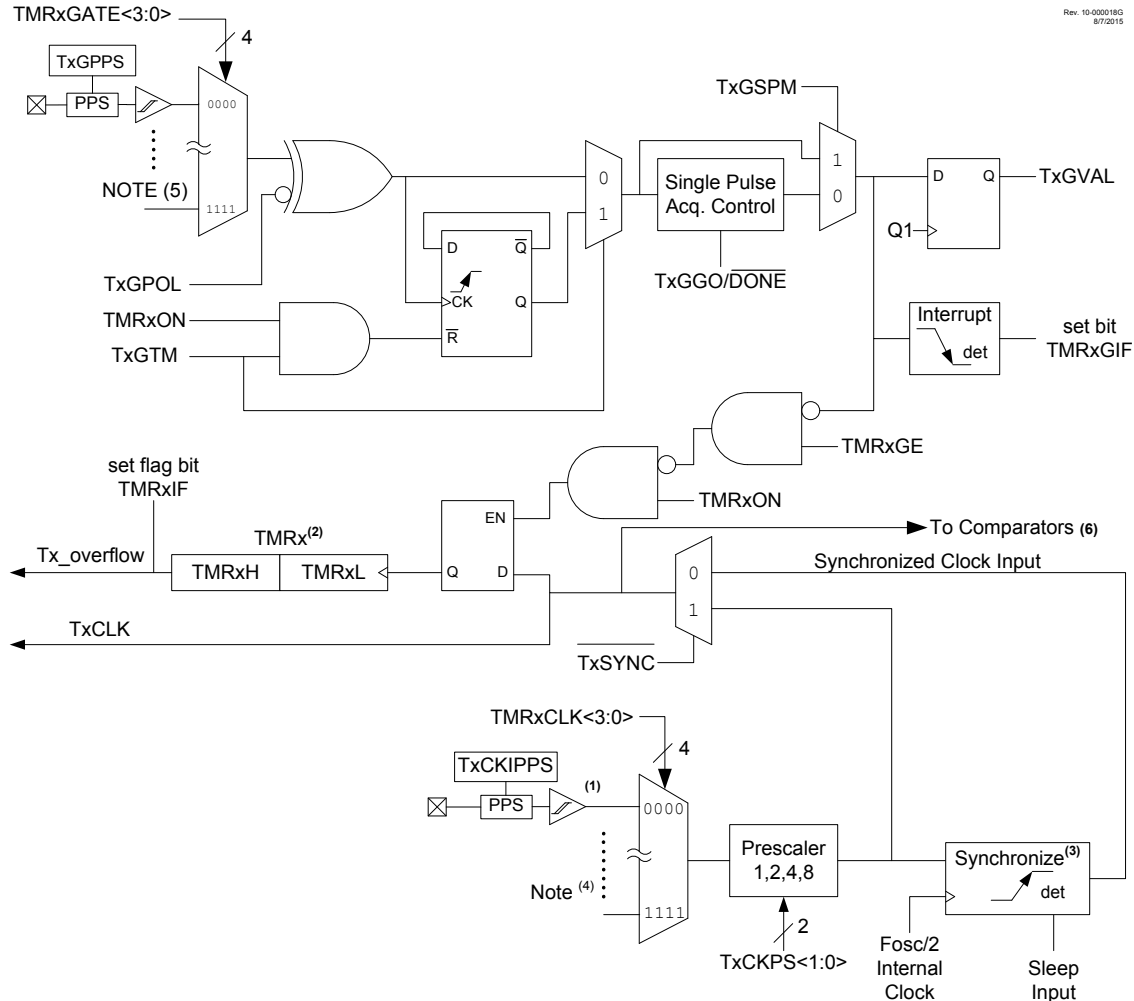 Rev. 10-000018G
8/7/2015
TMRxGATE<3:0>
4
TxGPPS
PPS
0000
NOTE (5)
1111
TxGPOL
TMRxON
TxGTM
D
Q
CK
Q
R
0
1
TxGSPM
Single Pulse
Acq. Control
TxGGO/DONE
1
0
D
Q
Q1
TxGVAL
Interrupt
det
set bit
TMRxGIF
TMRxGE
TMRxON
set flag bit
TMRxIF
Tx_overflow
TMRx(2)
TMRxH
TMRxL
EN
Q
D
TxCLK
To Comparators (6)
0
1
Synchronized Clock Input
TxSYNC
TMRxCLK<3:0>
4
TxCKIPPS
PPS
(1)
0000
Note (4)
1111
Prescaler
1,2,4,8
2
TxCKPS<1:0>
Synchronize(3)
det
Fosc/2
Internal
Clock
Sleep
Input